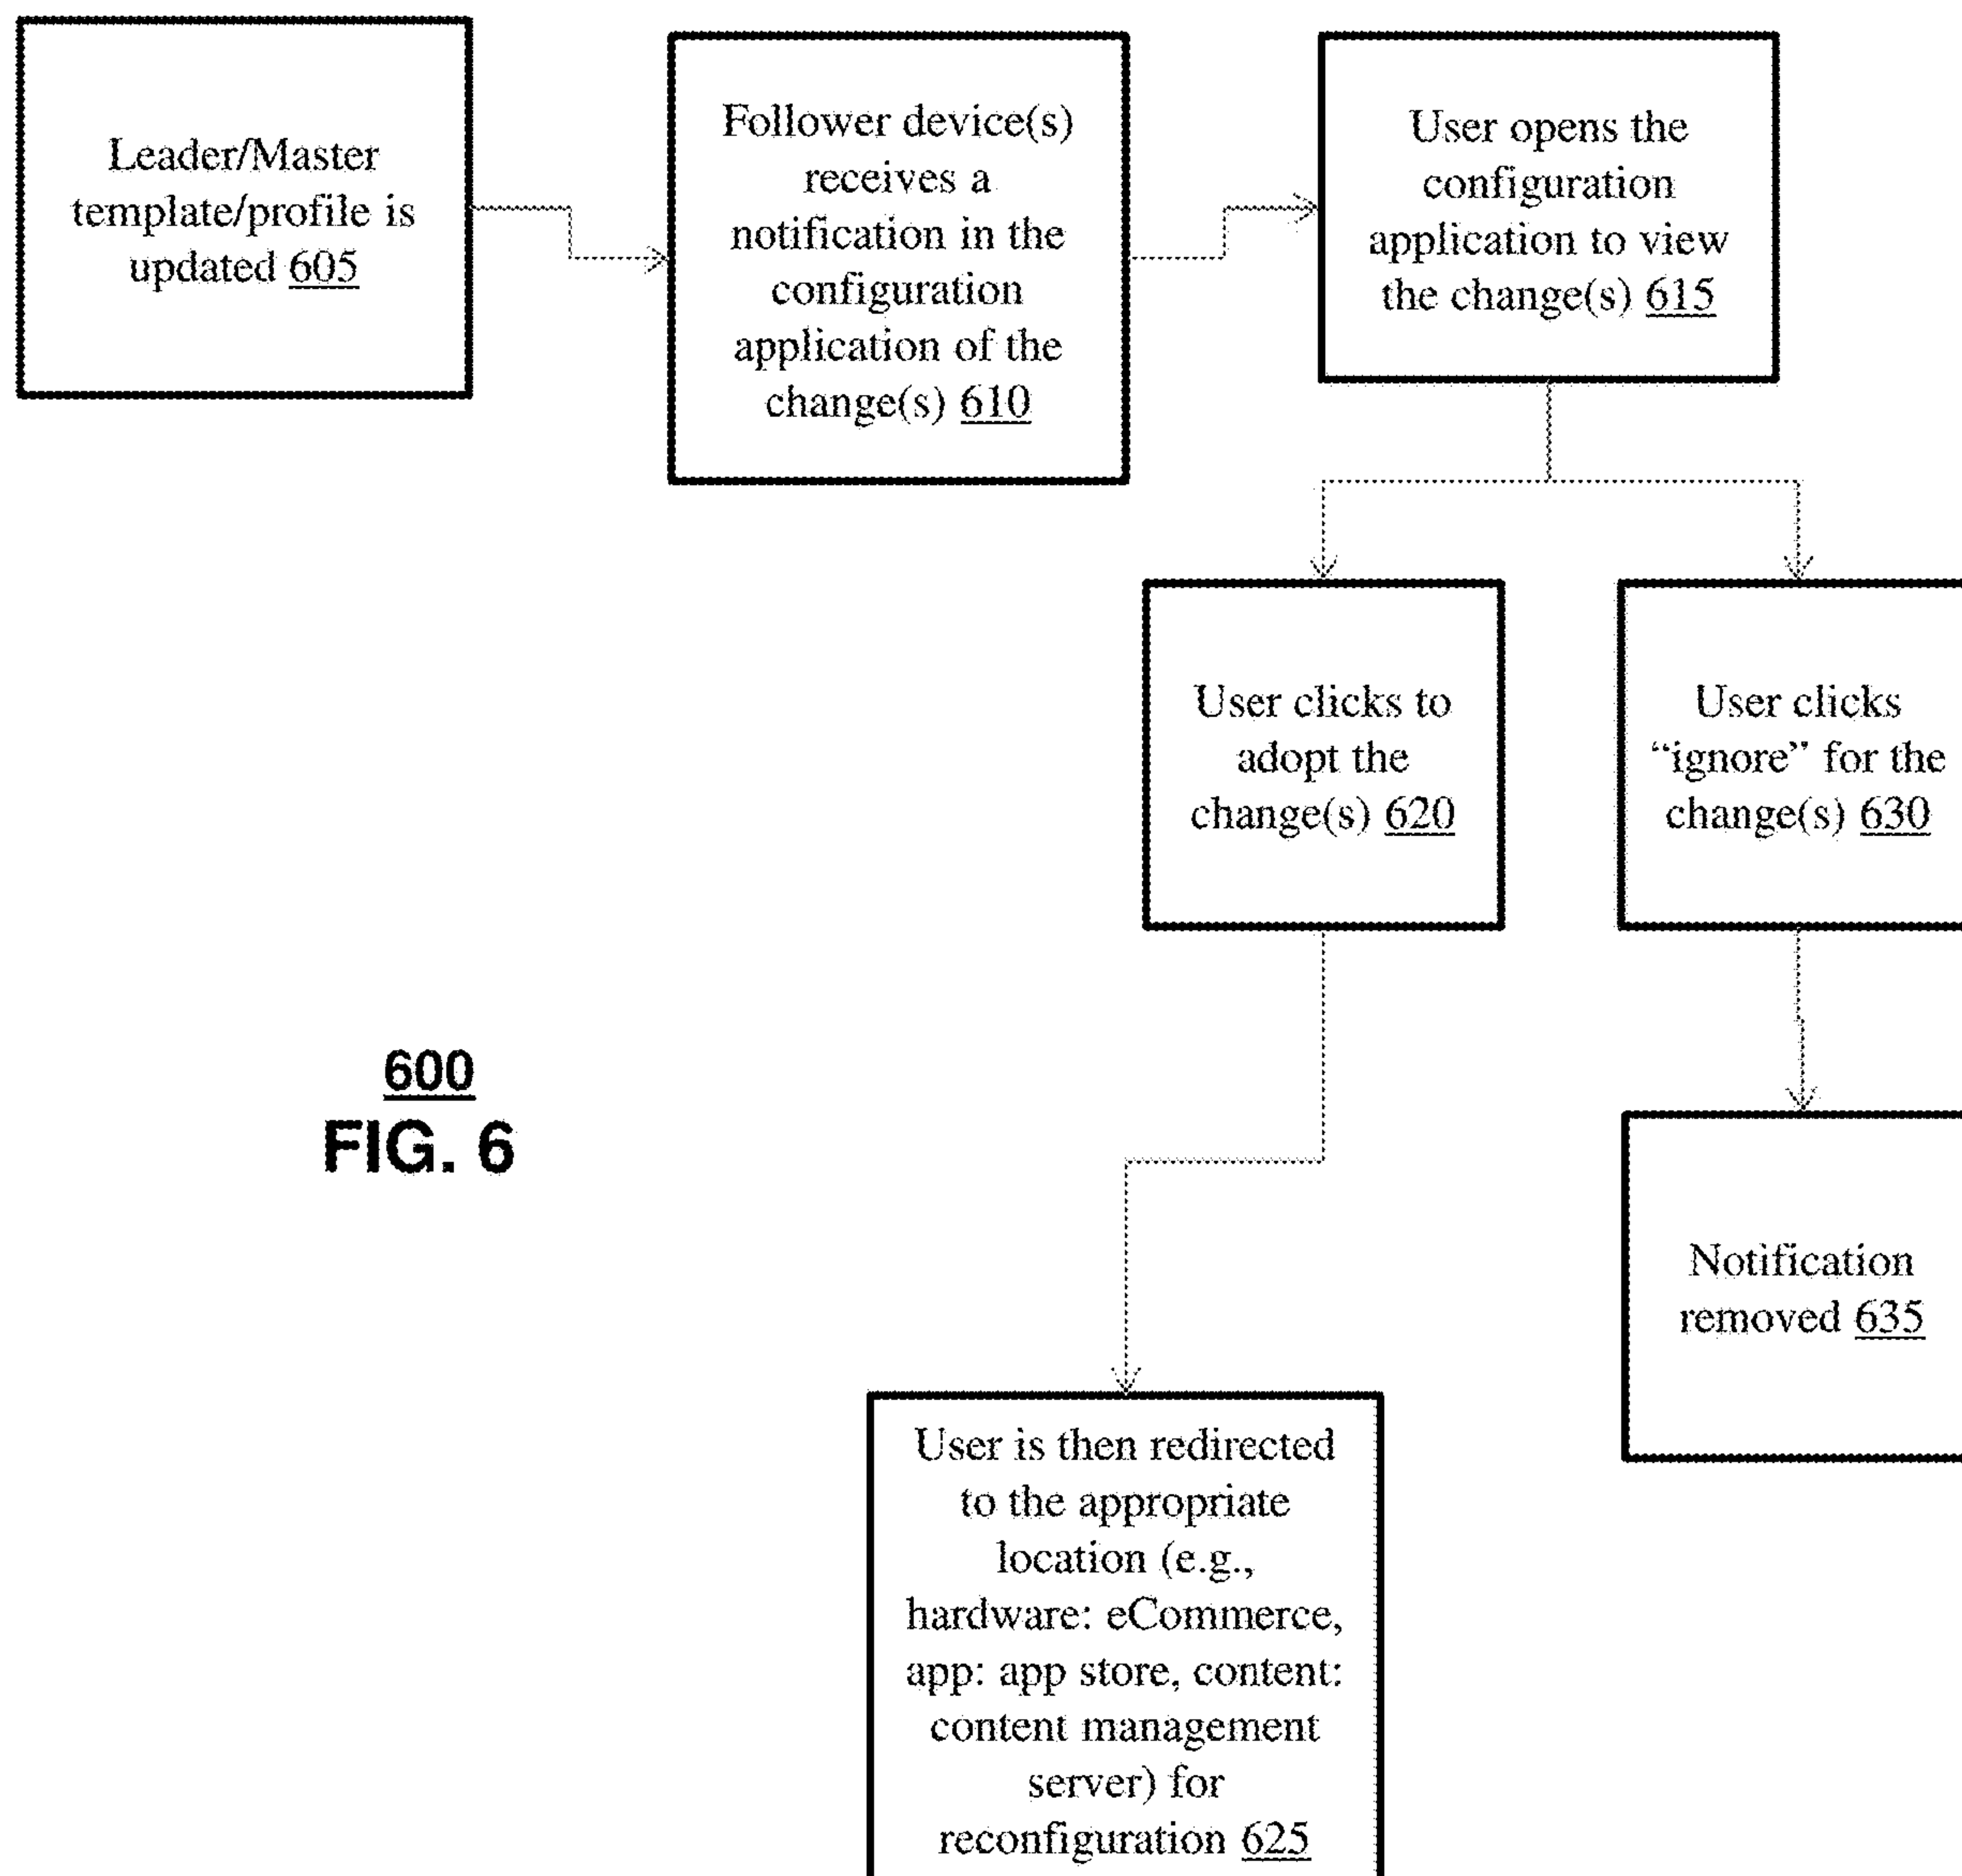 Leader/Master
template/profile is
updated 605
Follower device(s)
receives a
notification in the
configuration
application of the
change(s) 610
User opens the
configuration
application to view
the change(s) 615
User clicks to
adopt the
change(s) 620
User clicks
“ignore” for the
change(s) 630
Notification
removed 635
User is then redirected
to the appropriate
location (e.g.,
hardware: eCommerce,
app: app store, content:
content management
server) for
reconfiguration 625
600
FIG. 6